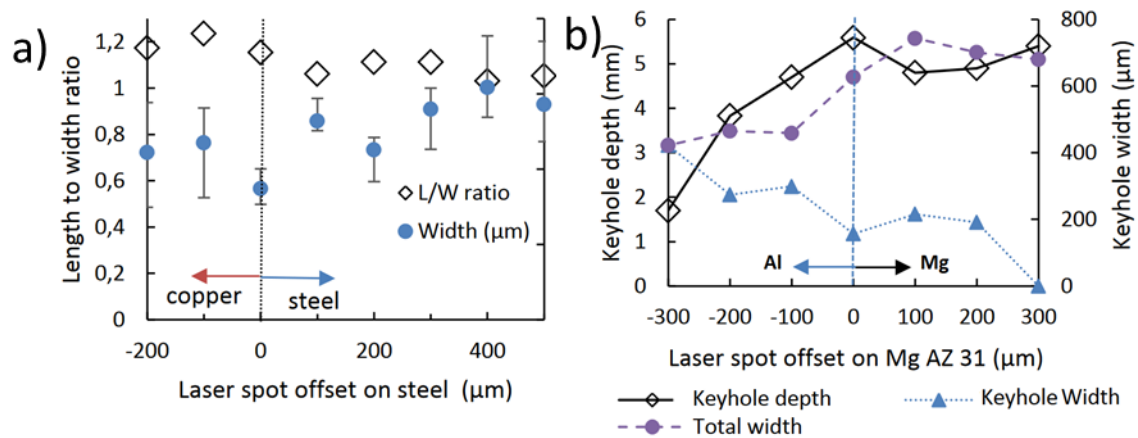 a)
Length to width ratio
1,2
1
0,8
0,6
0,4
0,2
0
L/W ratio
Width (µm)
copper
steel
-200
0
200
400
Laser spot offset on steel (µm)
b)
Keyhole depth (mm)
6
5
4
3
2
1
0
800
600
400
200
0
Keyhole width (µm)
Al
Mg
-300
-200
-100
0
100
200
300
Laser spot offset on Mg AZ 31 (µm)
Keyhole depth
Keyhole Width
Total width